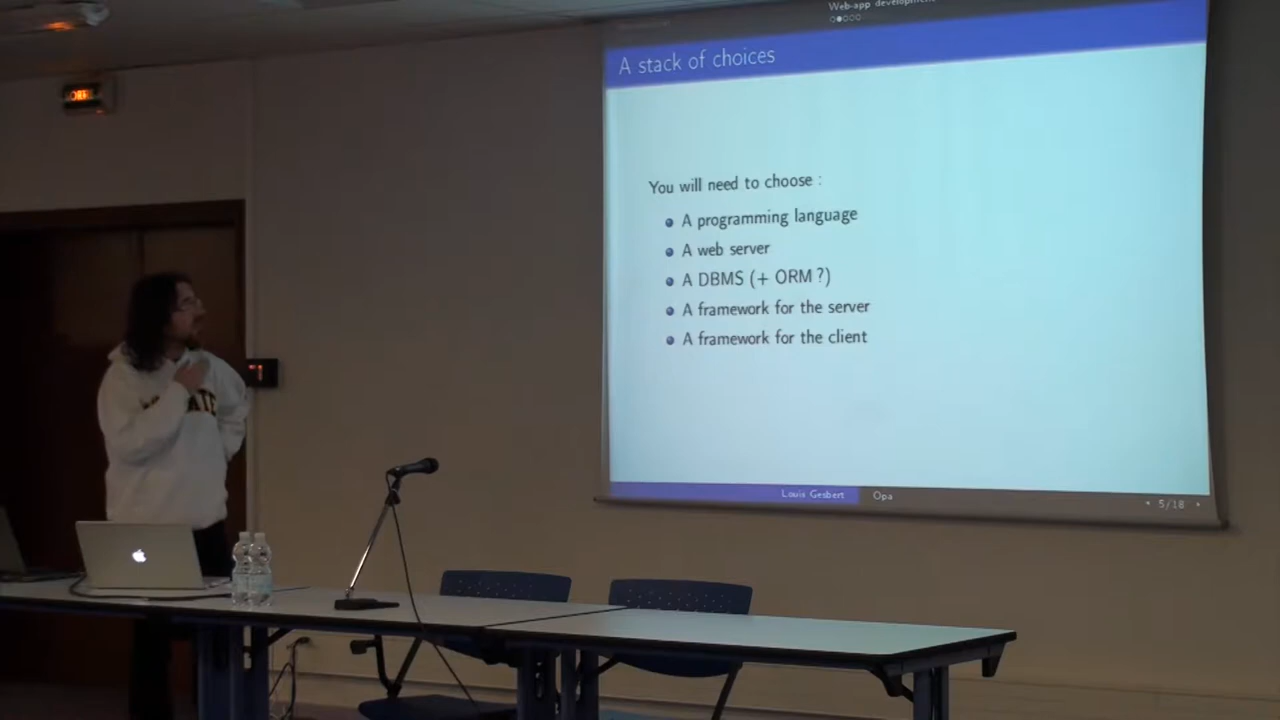 Web-app development
A stack of choices
You will need to choose :
A programming language
A web server
A DBMS (+ ORM ?)
A framework for the server
A framework for the client
Louis Gesbert
Opa
5/18